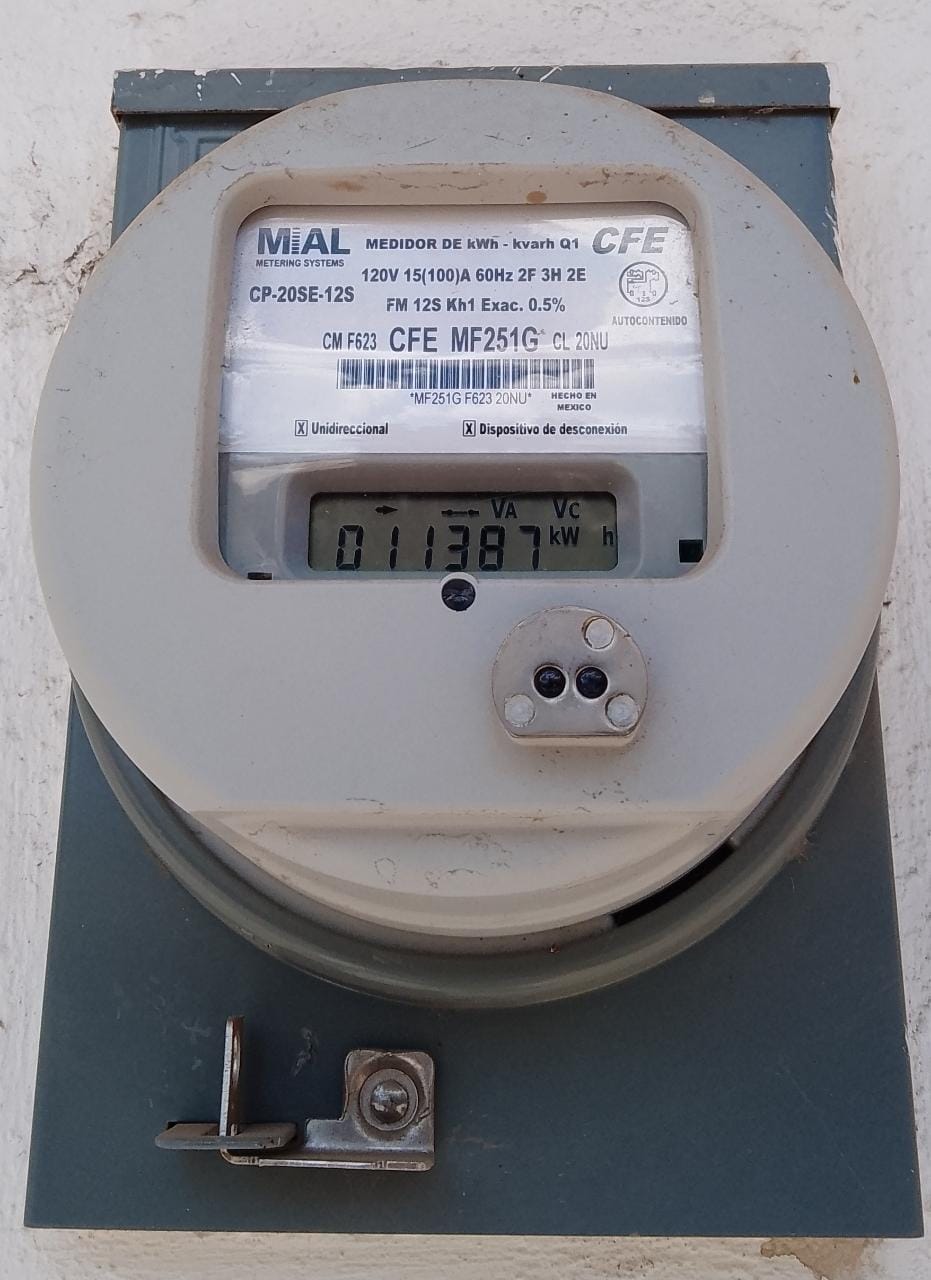 MIAL MEDIDOR DE kWh - kvarh Q1 CFE
METERING SYSTEMS
120V 15(100)A 60Hz 2F 3H 2E
CP-20SE-12S
FM 12S Kh1 Exac. 0.5%
12S
AUTOCONTENIDO
CM F623 CFE MF251G CL 20NU
*MF251G F623 20NU*
HECHO EN
MEXICO
X Unidireccional X Dispositivo de desconexión
VA VC
011387 kW h